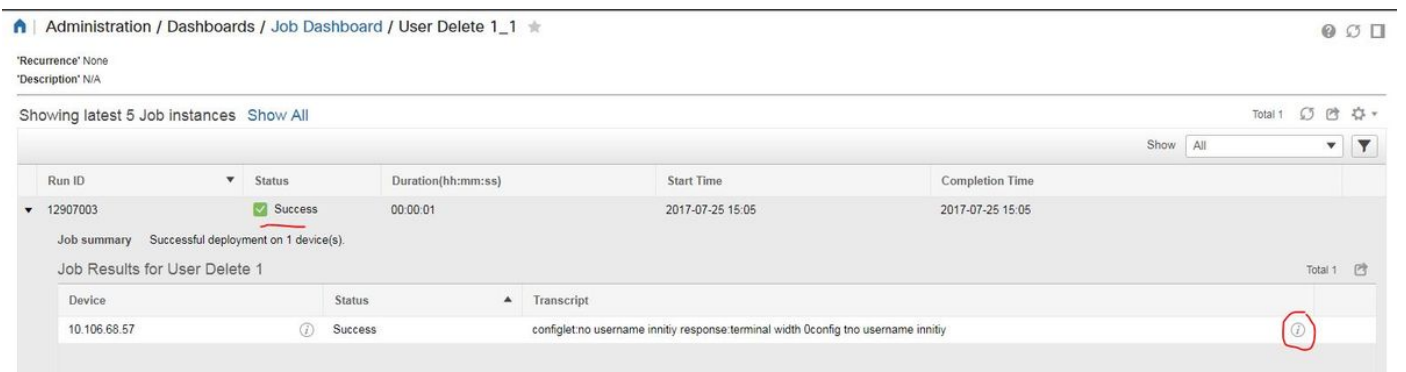 Administration / Dashboards / Job Dashboard / User Delete 1_1
'Recurrence' None
'Description' N/A
Showing latest 5 Job instances Show All Total 1
Show All
Run ID Status Duration(hh:mm:ss) Start Time Completion Time
12907003 Success 00:00:01 2017-07-25 15:05 2017-07-25 15:05
Job summary Successful deployment on 1 device(s).
Job Results for User Delete 1 Total 1
Device Status Transcript
10.106.68.57 Success configlet:no username innitiy response:terminal width 0config tno username innitiy